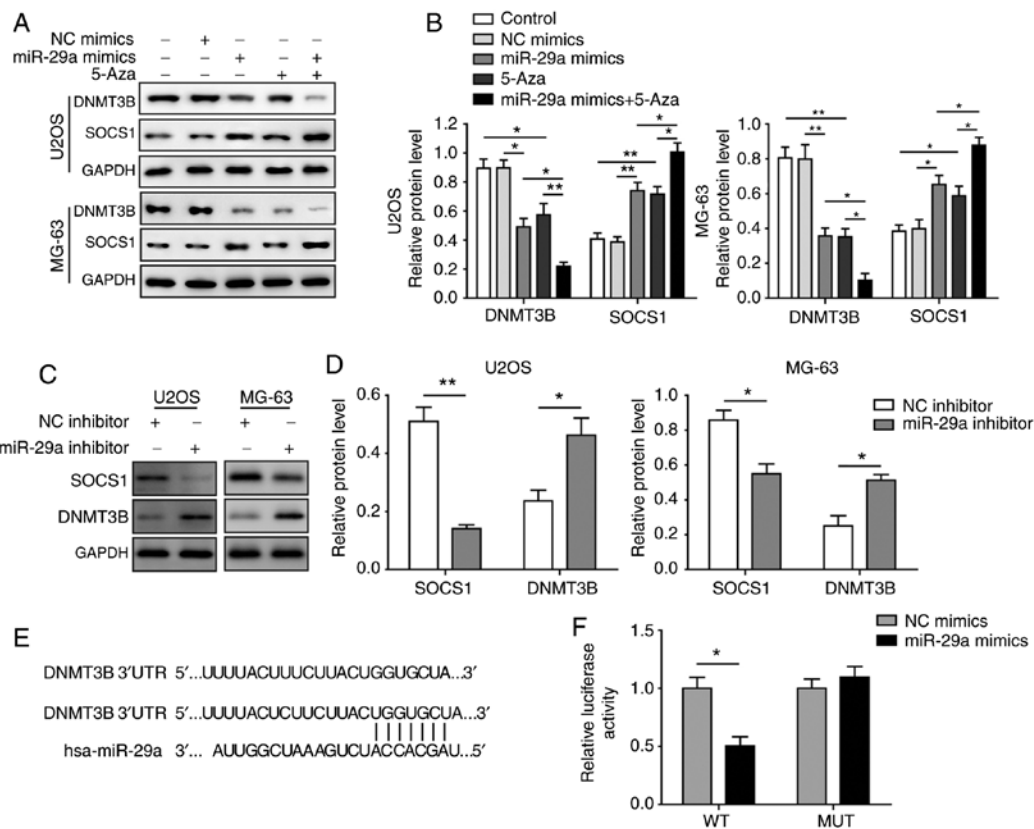 A
NC mimics – + – – –
miR-29a mimics – – + – +
5-Aza – – – + +
U2OS
DNMT3B
SOCS1
GAPDH
MG-63
DNMT3B
SOCS1
GAPDH
B
Control
NC mimics
miR-29a mimics
5-Aza
miR-29a mimics+5-Aza
U2OS
Relative protein level
1.2
1.0
0.8
0.6
0.4
0.2
0.0
* * * ** ** ** * *
DNMT3B SOCS1
MG-63
Relative protein level
1.0
0.8
0.6
0.4
0.2
0.0
** ** * * * * * *
DNMT3B SOCS1
C
U2OS MG-63
NC inhibitor + – + –
miR-29a inhibitor – + – +
SOCS1
DNMT3B
GAPDH
D
U2OS
Relative protein level
0.6
0.4
0.2
0.0
** *
SOCS1 DNMT3B
MG-63
Relative protein level
1.0
0.8
0.6
0.4
0.2
0.0
* *
SOCS1 DNMT3B
NC inhibitor
miR-29a inhibitor
E
DNMT3B 3′UTR 5′...UUUUACUUUCUUACUGGUGCUA...3′
DNMT3B 3′UTR 5′...UUUUACUCUUCUUACUGGUGCUA...3′
hsa-miR-29a 3′... AUUGGCUAAAGUCUACCACGAU...5′
F
NC mimics
miR-29a mimics
Relative luciferase
activity
1.5
1.0
0.5
0.0
*
WT MUT